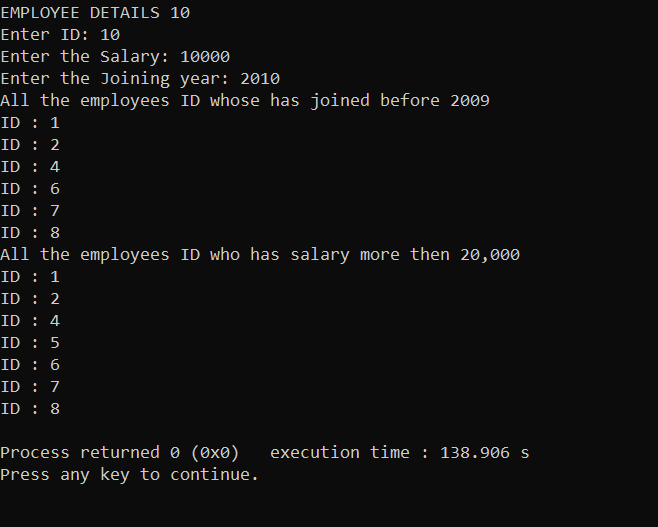 EMPLOYEE DETAILS 10
Enter ID: 10
Enter the Salary: 10000
Enter the Joining year: 2010
All the employees ID whose has joined before 2009
ID : 1
ID : 2
ID : 4
ID : 6
ID : 7
ID : 8
All the employees ID who has salary more then 20,000
ID : 1
ID : 2
ID : 4
ID : 5
ID : 6
ID : 7
ID : 8
Process returned 0 (0x0)   execution time : 138.906 s
Press any key to continue.